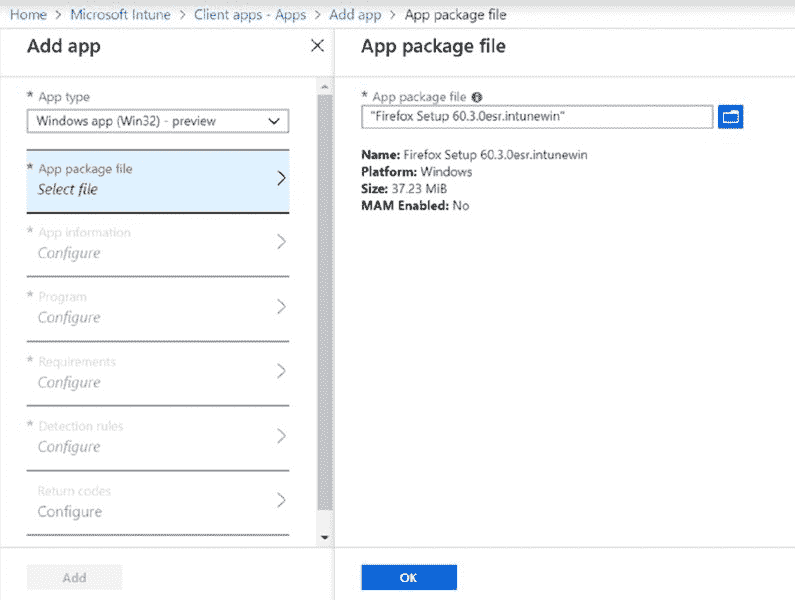 Home > Microsoft Intune > Client apps - Apps > Add app > App package file
Add app
* App type
Windows app (Win32) - preview
* App package file
Select file
* App information
Configure
* Program
Configure
* Requirements
Configure
* Detection rules
Configure
Return codes
Configure
Add
App package file
* App package file
"Firefox Setup 60.3.0esr.intunewin"
Name: Firefox Setup 60.3.0esr.intunewin
Platform: Windows
Size: 37.23 MiB
MAM Enabled: No
OK